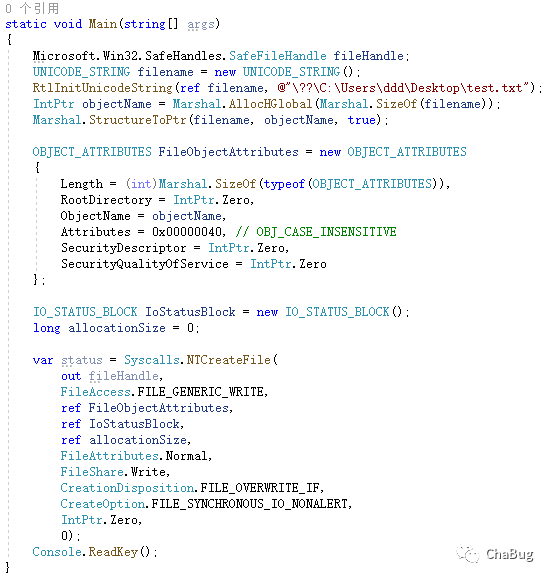 0 个引用
static void Main(string[] args)
{
    Microsoft.Win32.SafeHandles.SafeFileHandle fileHandle;
    UNICODE_STRING filename = new UNICODE_STRING();
    RtlInitUnicodeString(ref filename, @"\??\C:\Users\ddd\Desktop\test.txt");
    IntPtr objectName = Marshal.AllocHGlobal(Marshal.SizeOf(filename));
    Marshal.StructureToPtr(filename, objectName, true);

    OBJECT_ATTRIBUTES FileObjectAttributes = new OBJECT_ATTRIBUTES
    {
        Length = (int)Marshal.SizeOf(typeof(OBJECT_ATTRIBUTES)),
        RootDirectory = IntPtr.Zero,
        ObjectName = objectName,
        Attributes = 0x00000040, // OBJ_CASE_INSENSITIVE
        SecurityDescriptor = IntPtr.Zero,
        SecurityQualityOfService = IntPtr.Zero
    };

    IO_STATUS_BLOCK IoStatusBlock = new IO_STATUS_BLOCK();
    long allocationSize = 0;

    var status = Syscalls.NTCreateFile(
        out fileHandle,
        FileAccess.FILE_GENERIC_WRITE,
        ref FileObjectAttributes,
        ref IoStatusBlock,
        ref allocationSize,
        FileAttributes.Normal,
        FileShare.Write,
        CreationDisposition.FILE_OVERWRITE_IF,
        CreateOption.FILE_SYNCHRONOUS_IO_NONALERT,
        IntPtr.Zero,
        0);
    Console.ReadKey();
}
ChaBug